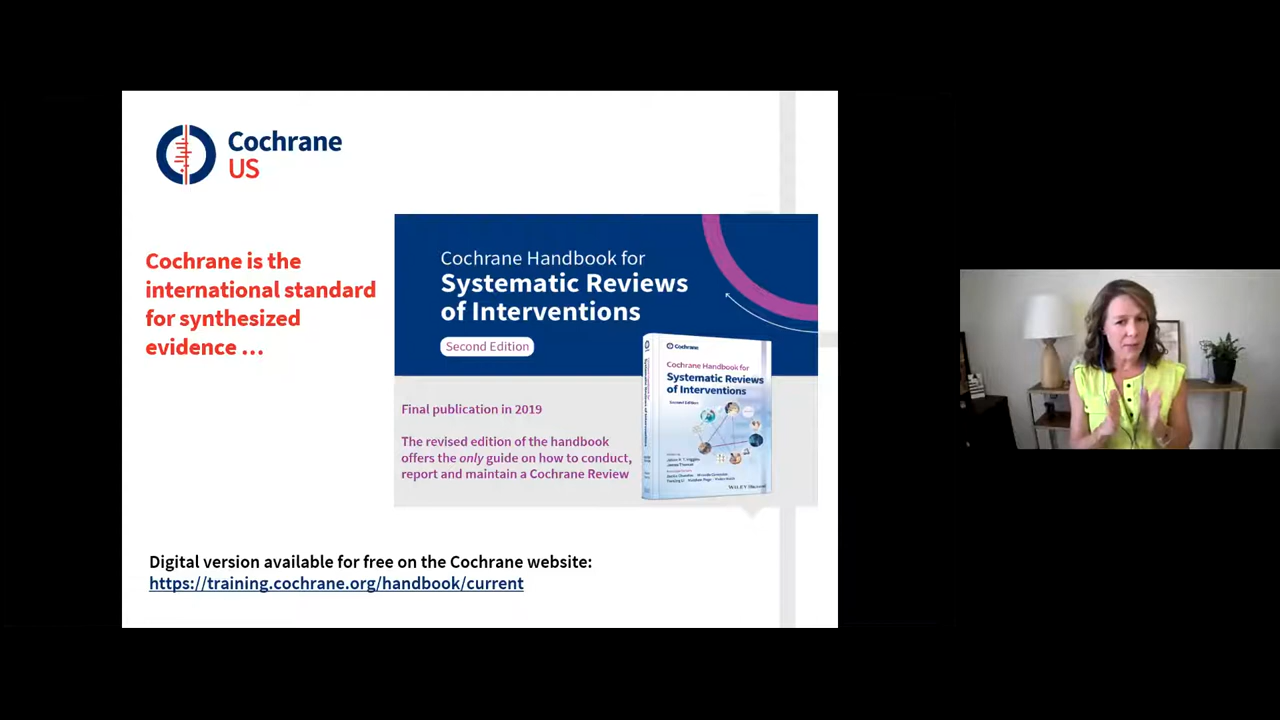 Cochrane
US
Cochrane is the
international standard
for synthesized
evidence ...
Cochrane Handbook for
Systematic Reviews
of Interventions
Second Edition
Final publication in 2019
The revised edition of the handbook
offers the only guide on how to conduct,
report and maintain a Cochrane Review
Cochrane
Cochrane Handbook for
Systematic Reviews
of Interventions
Second Edition
WILEY
Digital version available for free on the Cochrane website:
https://training.cochrane.org/handbook/current